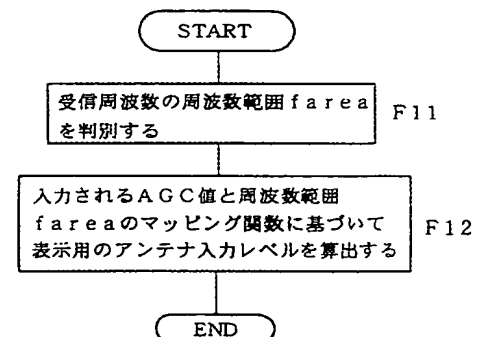 START
受信周波数の周波数範囲farea
を判別する
F11
入力されるAGC値と周波数範囲
fareaのマッピング関数に基づいて
表示用のアンテナ入力レベルを算出する
F12
END